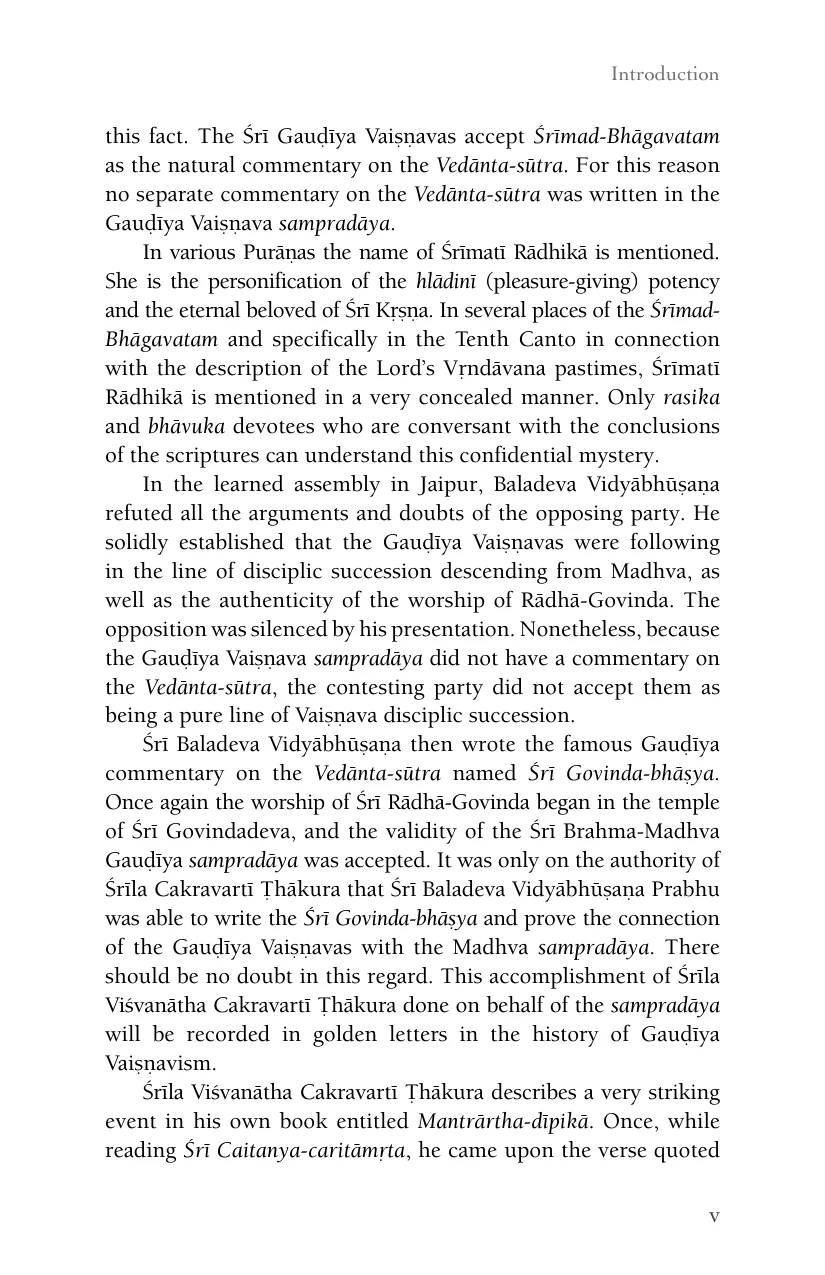 Introduction
this fact. The Śrī Gauḍīya Vaiṣṇavas accept Śrīmad-Bhāgavatam
as the natural commentary on the Vedānta-sūtra. For this reason
no separate commentary on the Vedānta-sūtra was written in the
Gauḍīya Vaiṣṇava sampradāya.
In various Purāṇas the name of Śrīmatī Rādhikā is mentioned.
She is the personification of the hlādinī (pleasure-giving) potency
and the eternal beloved of Śrī Kṛṣṇa. In several places of the Śrīmad-
Bhāgavatam and specifically in the Tenth Canto in connection
with the description of the Lord’s Vṛndāvana pastimes, Śrīmatī
Rādhikā is mentioned in a very concealed manner. Only rasika
and bhāvuka devotees who are conversant with the conclusions
of the scriptures can understand this confidential mystery.
In the learned assembly in Jaipur, Baladeva Vidyābhūṣaṇa
refuted all the arguments and doubts of the opposing party. He
solidly established that the Gauḍīya Vaiṣṇavas were following
in the line of disciplic succession descending from Madhva, as
well as the authenticity of the worship of Rādhā-Govinda. The
opposition was silenced by his presentation. Nonetheless, because
the Gauḍīya Vaiṣṇava sampradāya did not have a commentary on
the Vedānta-sūtra, the contesting party did not accept them as
being a pure line of Vaiṣṇava disciplic succession.
Śrī Baladeva Vidyābhūṣaṇa then wrote the famous Gauḍīya
commentary on the Vedānta-sūtra named Śrī Govinda-bhāṣya.
Once again the worship of Śrī Rādhā-Govinda began in the temple
of Śrī Govindadeva, and the validity of the Śrī Brahma-Madhva
Gauḍīya sampradāya was accepted. It was only on the authority of
Śrīla Cakravartī Ṭhākura that Śrī Baladeva Vidyābhūṣaṇa Prabhu
was able to write the Śrī Govinda-bhāṣya and prove the connection
of the Gauḍīya Vaiṣṇavas with the Madhva sampradāya. There
should be no doubt in this regard. This accomplishment of Śrīla
Viśvanātha Cakravartī Ṭhākura done on behalf of the sampradāya
will be recorded in golden letters in the history of Gauḍīya
Vaiṣṇavism.
Śrīla Viśvanātha Cakravartī Ṭhākura describes a very striking
event in his own book entitled Mantrārtha-dīpikā. Once, while
reading Śrī Caitanya-caritāmṛta, he came upon the verse quoted
v